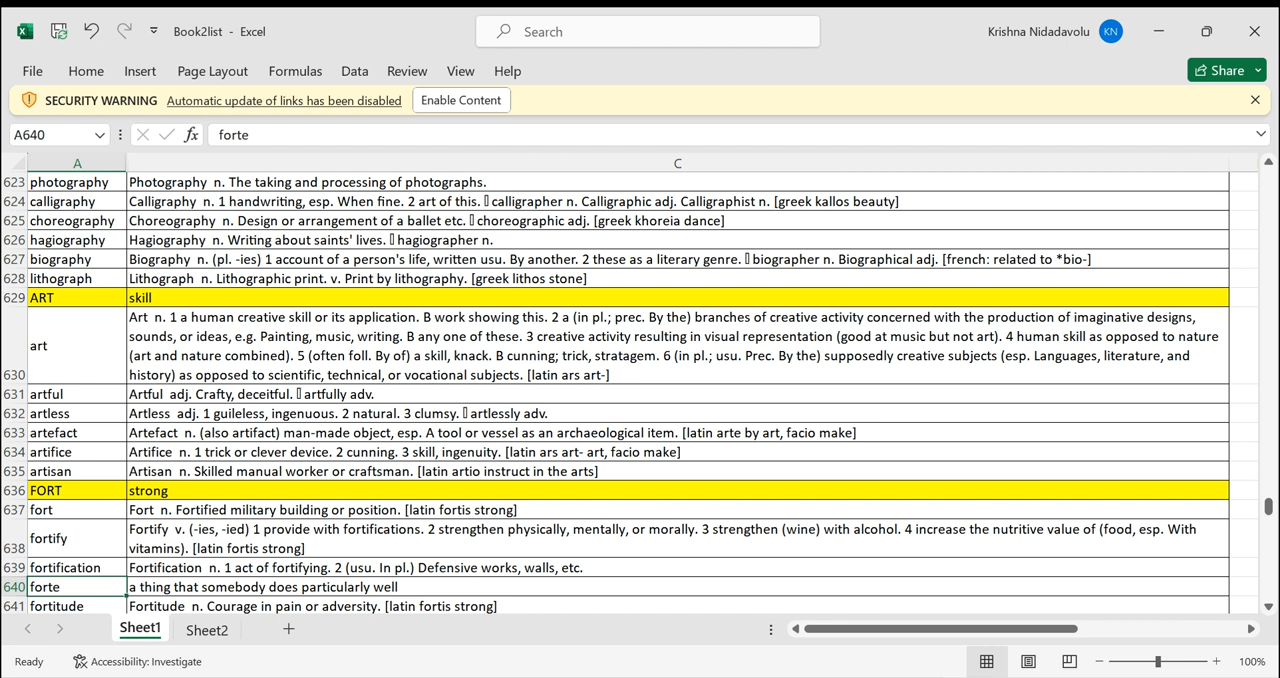 Book2list - Excel
Search
Krishna Nidadavolu KN
File Home Insert Page Layout Formulas Data Review View Help Share
SECURITY WARNING Automatic update of links has been disabled Enable Content
A640 fx forte
A C
623 photography Photography n. The taking and processing of photographs.
624 calligraphy Calligraphy n. 1 handwriting, esp. When fine. 2 art of this. ▯ calligrapher n. Calligraphic adj. Calligraphist n. [greek kallos beauty]
625 choreography Choreography n. Design or arrangement of a ballet etc. ▯ choreographic adj. [greek khoreia dance]
626 hagiography Hagiography n. Writing about saints' lives. ▯ hagiographer n.
627 biography Biography n. (pl. -ies) 1 account of a person's life, written usu. By another. 2 these as a literary genre. ▯ biographer n. Biographical adj. [french: related to *bio-]
628 lithograph Lithograph n. Lithographic print. v. Print by lithography. [greek lithos stone]
629 ART skill
Art n. 1 a human creative skill or its application. B work showing this. 2 a (in pl.; prec. By the) branches of creative activity concerned with the production of imaginative designs,
sounds, or ideas, e.g. Painting, music, writing. B any one of these. 3 creative activity resulting in visual representation (good at music but not art). 4 human skill as opposed to nature
art (art and nature combined). 5 (often foll. By of) a skill, knack. B cunning; trick, stratagem. 6 (in pl.; usu. Prec. By the) supposedly creative subjects (esp. Languages, literature, and
630 history) as opposed to scientific, technical, or vocational subjects. [latin ars art-]
631 artful Artful adj. Crafty, deceitful. ▯ artfully adv.
632 artless Artless adj. 1 guileless, ingenuous. 2 natural. 3 clumsy. ▯ artlessly adv.
633 artefact Artefact n. (also artifact) man-made object, esp. A tool or vessel as an archaeological item. [latin arte by art, facio make]
634 artifice Artifice n. 1 trick or clever device. 2 cunning. 3 skill, ingenuity. [latin ars art- art, facio make]
635 artisan Artisan n. Skilled manual worker or craftsman. [latin artio instruct in the arts]
636 FORT strong
637 fort Fort n. Fortified military building or position. [latin fortis strong]
fortify Fortify v. (-ies, -ied) 1 provide with fortifications. 2 strengthen physically, mentally, or morally. 3 strengthen (wine) with alcohol. 4 increase the nutritive value of (food, esp. With
638 vitamins). [latin fortis strong]
639 fortification Fortification n. 1 act of fortifying. 2 (usu. In pl.) Defensive works, walls, etc.
640 forte a thing that somebody does particularly well
641 fortitude Fortitude n. Courage in pain or adversity. [latin fortis strong]
Sheet1 Sheet2 +
Ready Accessibility: Investigate 100%